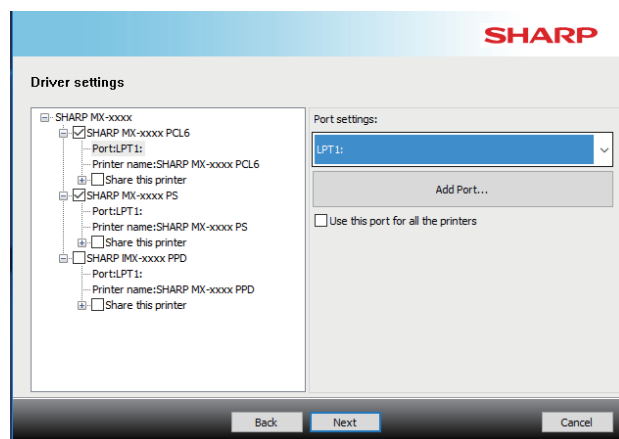 SHARP
Driver settings
SHARP MX-xxxx
SHARP MX-xxxx PCL6
Port:LPT1:
Printer name:SHARP MX-xxxx PCL6
Share this printer
SHARP MX-xxxx PS
Port:LPT1:
Printer name:SHARP MX-xxxx PS
Share this printer
SHARP IMX-xxxx PPD
Port:LPT1:
Printer name:SHARP MX-xxxx PPD
Share this printer
Port settings:
LPT1:
Add Port...
Use this port for all the printers
Back Next Cancel